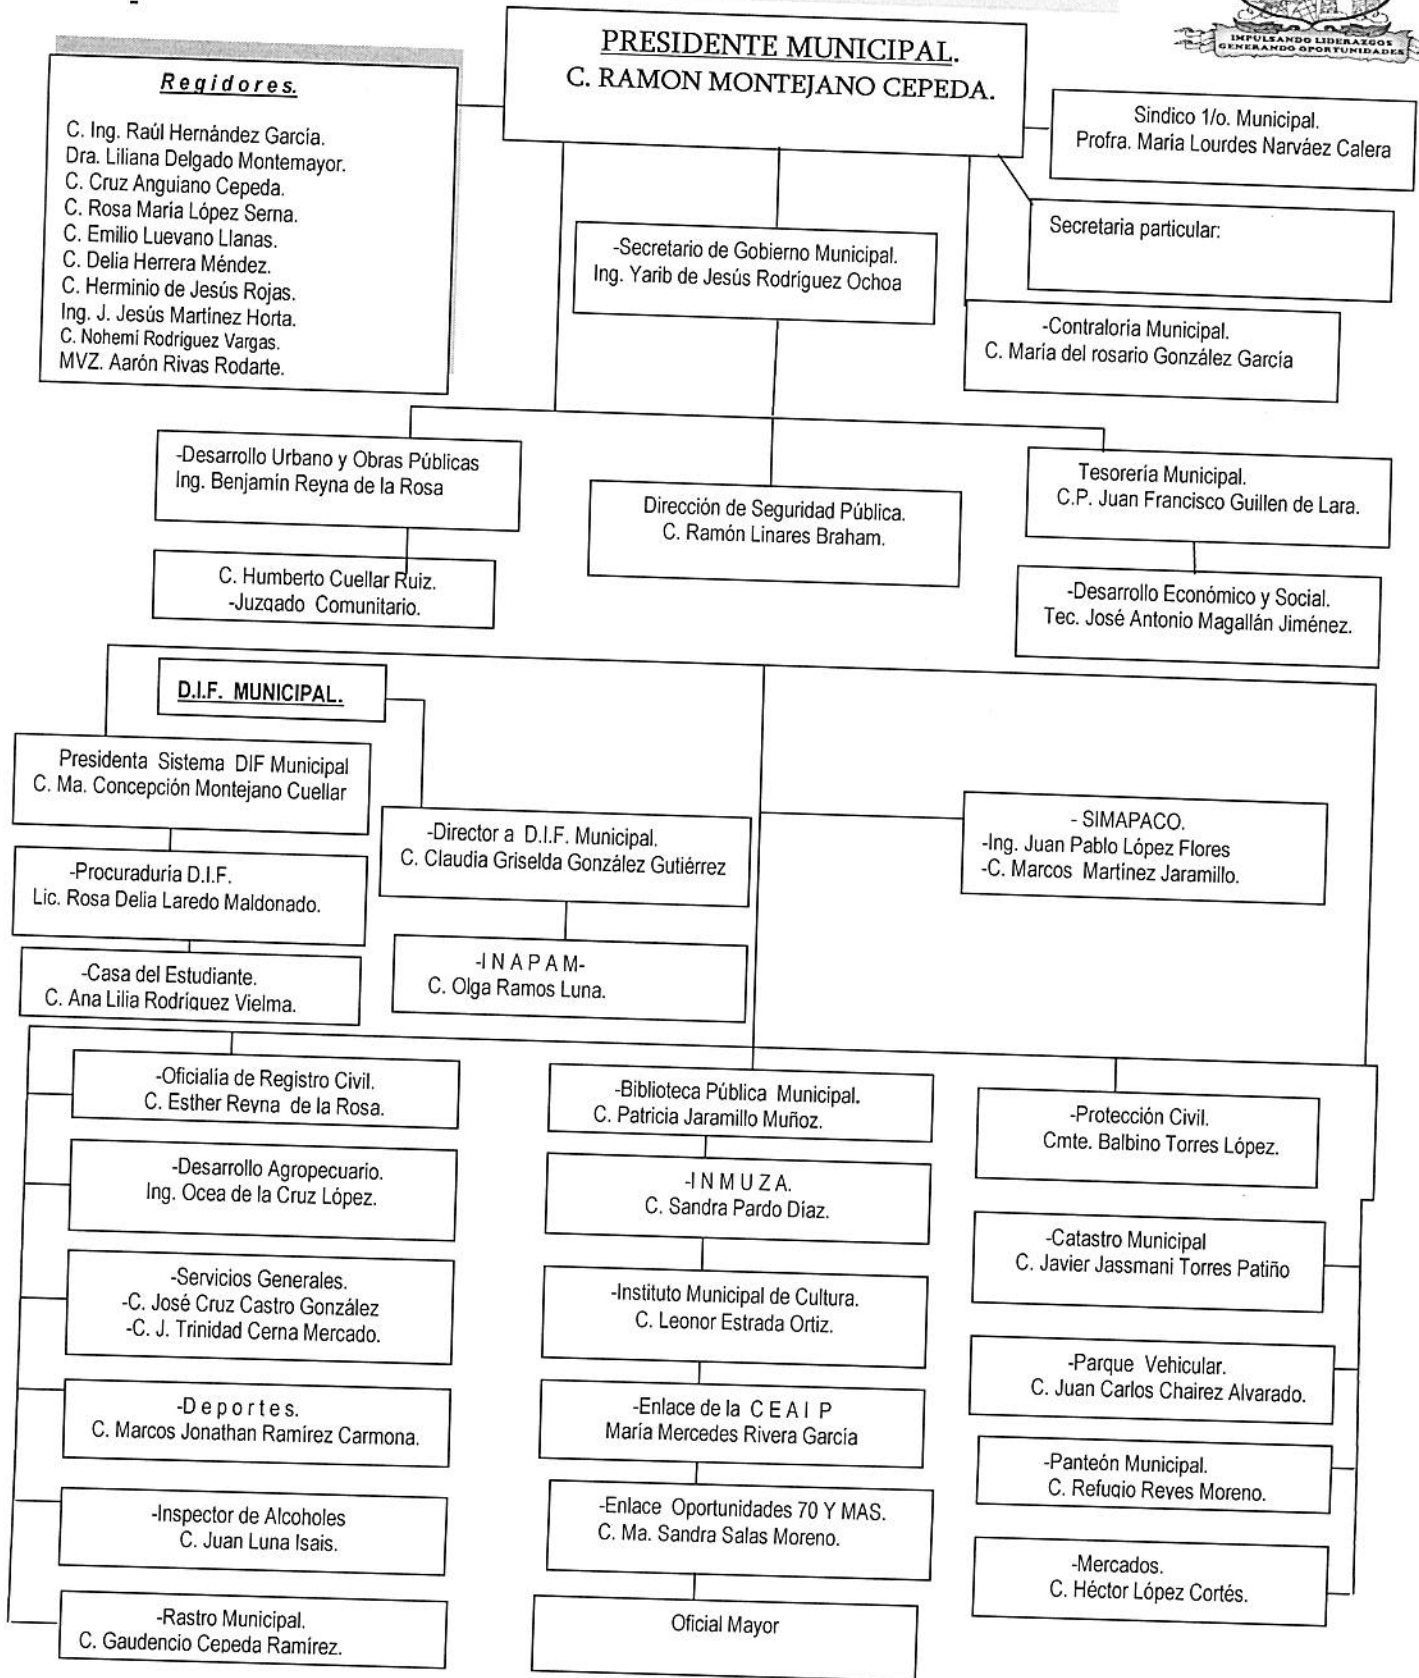 IMPULSANDO LIDERAZGOS
GENERANDO OPORTUNIDADES
PRESIDENTE MUNICIPAL.
C. RAMON MONTEJANO CEPEDA.
Regidores.
C. Ing. Raúl Hernández García.
Dra. Liliana Delgado Montemayor.
C. Cruz Anguiano Cepeda.
C. Rosa María López Serna.
C. Emilio Luevano Llanas.
C. Delia Herrera Méndez.
C. Herminio de Jesús Rojas.
Ing. J. Jesús Martínez Horta.
C. Nohemí Rodríguez Vargas.
MVZ. Aarón Rivas Rodarte.
Sindico 1/o. Municipal.
Profra. María Lourdes Narváez Calera
Secretaria particular:
-Secretario de Gobierno Municipal.
Ing. Yarib de Jesús Rodríguez Ochoa
-Contraloría Municipal.
C. María del rosario González García
-Desarrollo Urbano y Obras Públicas
Ing. Benjamín Reyna de la Rosa
Dirección de Seguridad Pública.
C. Ramón Linares Braham.
Tesorería Municipal.
C.P. Juan Francisco Guillen de Lara.
C. Humberto Cuellar Ruiz.
-Juzgado Comunitario.
-Desarrollo Económico y Social.
Tec. José Antonio Magallán Jiménez.
D.I.F. MUNICIPAL.
Presidenta Sistema DIF Municipal
C. Ma. Concepción Montejano Cuellar
-Director a D.I.F. Municipal.
C. Claudia Griselda González Gutiérrez
- SIMAPACO.
-Ing. Juan Pablo López Flores
-C. Marcos Martínez Jaramillo.
-Procuraduría D.I.F.
Lic. Rosa Delia Laredo Maldonado.
-I N A P A M-
C. Olga Ramos Luna.
-Casa del Estudiante.
C. Ana Lilia Rodríguez Vielma.
-Oficialía de Registro Civil.
C. Esther Reyna de la Rosa.
-Desarrollo Agropecuario.
Ing. Ocea de la Cruz López.
-Servicios Generales.
-C. José Cruz Castro González
-C. J. Trinidad Cerna Mercado.
-D e p o r t e s.
C. Marcos Jonathan Ramírez Carmona.
-Inspector de Alcoholes
C. Juan Luna Isais.
-Rastro Municipal.
C. Gaudencio Cepeda Ramírez.
-Biblioteca Pública Municipal.
C. Patricia Jaramillo Muñoz.
-I N M U Z A.
C. Sandra Pardo Díaz.
-Instituto Municipal de Cultura.
C. Leonor Estrada Ortiz.
-Enlace de la C E A I P
María Mercedes Rivera García
-Enlace Oportunidades 70 Y MAS.
C. Ma. Sandra Salas Moreno.
Oficial Mayor
-Protección Civil.
Cmte. Balbino Torres López.
-Catastro Municipal
C. Javier Jassmani Torres Patiño
-Parque Vehicular.
C. Juan Carlos Chairez Alvarado.
-Panteón Municipal.
C. Refugio Reyes Moreno.
-Mercados.
C. Héctor López Cortés.